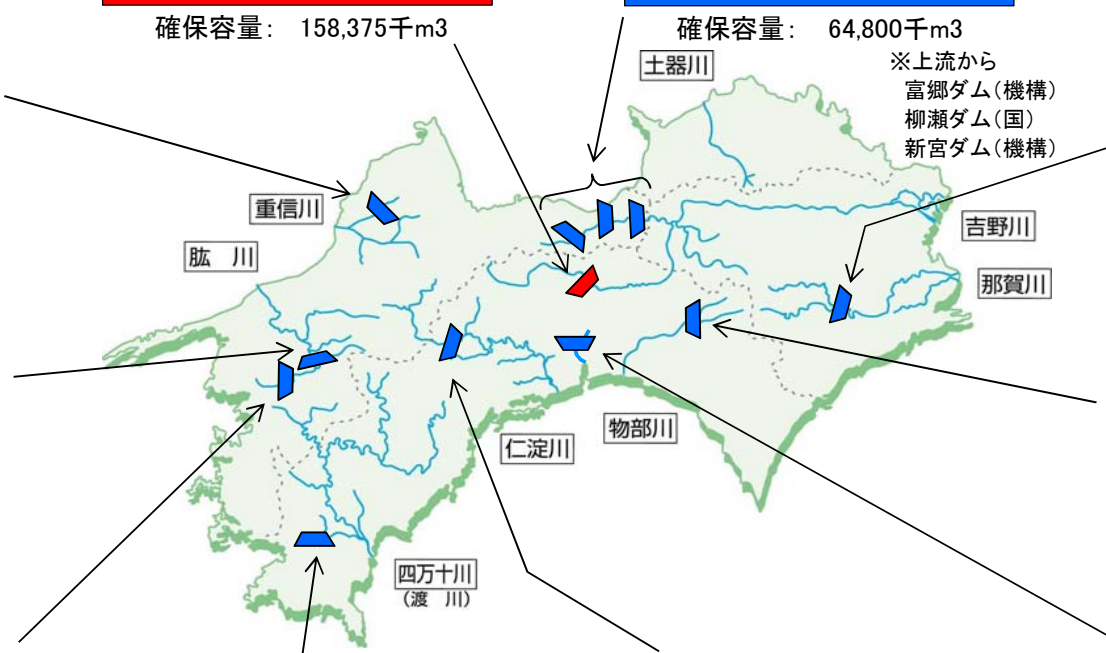 確保容量： 158,375千m3
確保容量： 64,800千m3
※上流から
富郷ダム（機構）
柳瀬ダム（国）
新宮ダム（機構）
土器川
重信川
肱 川
吉野川
那賀川
物部川
仁淀川
四万十川
（渡 川）